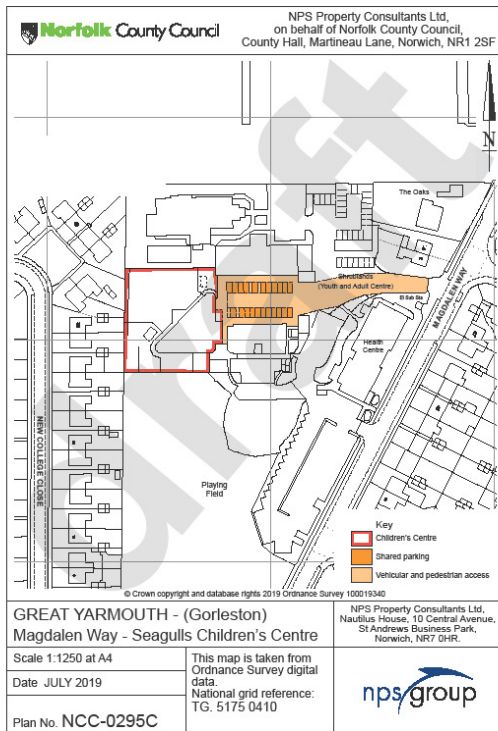 Norfolk County Council
NPS Property Consultants Ltd,
on behalf of Norfolk County Council,
County Hall, Martineau Lane, Norwich, NR1 2SF
N
draft
The Oaks
Shrublands
(Youth and Adult Centre)
El Sub Sta
MAGDALEN WAY
Health
Centre
NEW COLLEGE CLOSE
Playing
Field
Key
Children's Centre
Shared parking
Vehicular and pedestrian access
© Crown copyright and database rights 2019 Ordnance Survey 100019340
GREAT YARMOUTH - (Gorleston)
Magdalen Way - Seagulls Children's Centre
NPS Property Consultants Ltd,
Nautilus House, 10 Central Avenue,
St Andrews Business Park,
Norwich, NR7 0HR.
Scale 1:1250 at A4
Date JULY 2019
Plan No. NCC-0295C
This map is taken from
Ordnance Survey digital
data.
National grid reference:
TG. 5175 0410
nps group